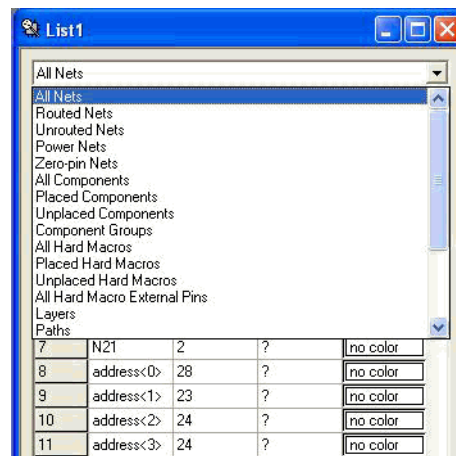 List1
All Nets
All Nets
Routed Nets
Unrouted Nets
Power Nets
Zero-pin Nets
All Components
Placed Components
Unplaced Components
Component Groups
All Hard Macros
Placed Hard Macros
Unplaced Hard Macros
All Hard Macro External Pins
Layers
Paths
7 N21 2 ? no color
8 address<0> 28 ? no color
9 address<1> 23 ? no color
10 address<2> 24 ? no color
11 address<3> 24 ? no color